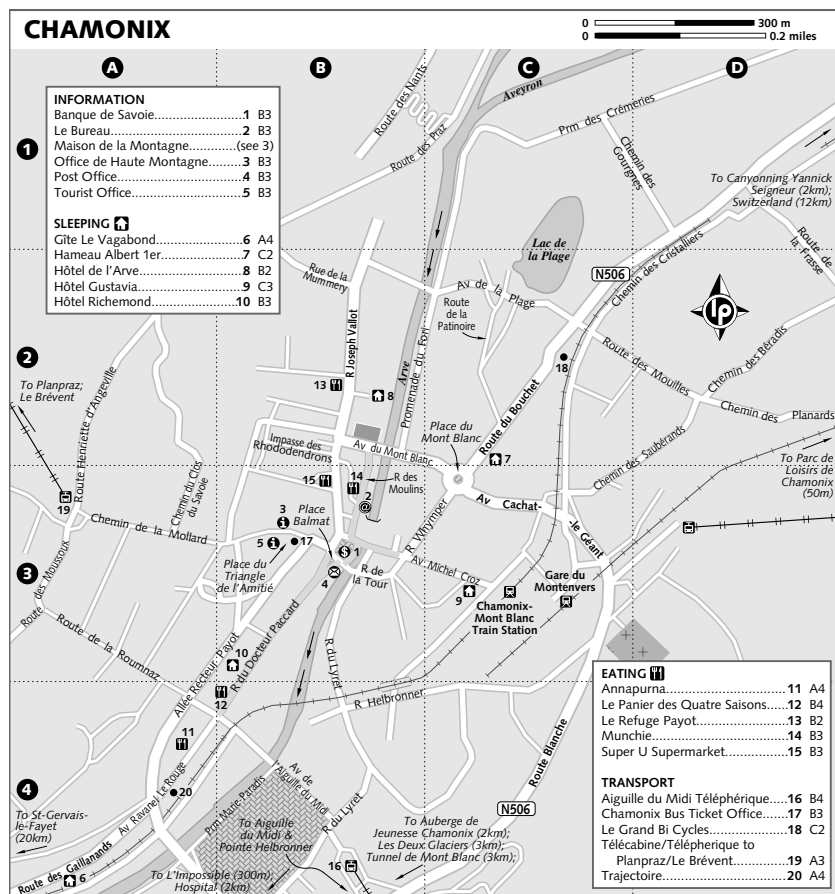 CHAMONIX
0 300 m
0 0.2 miles
A
B
C
D
1
2
3
4
INFORMATION
Banque de Savoie.........................1 B3
Le Bureau.........................2 B3
Maison de la Montagne............(see 3)
Office de Haute Montagne........3 B3
Post Office.........................4 B3
Tourist Office.........................5 B3
SLEEPING
Gîte Le Vagabond.........................6 A4
Hameau Albert 1er.........................7 C2
Hôtel de l'Arve.........................8 B2
Hôtel Gustavia.........................9 C3
Hôtel Richemond.........................10 B3
Route des Nants
Route des Praz
Aveyron
Prm des Crémeries
Chemin des Gourgnes
To Canyonning Yannick
Seigneur (2km);
Switzerland (12km)
Lac de
la Plage
N506
Chemin des Cristalliers
Route de
la Frasse
lp
Rue de la
Mummery
Av de la Plage
Route
de la
Patinoire
R Joseph Vallot
Arve
Promenade du Fori
Route des Mouilles
Chemin des Béradis
Chemin des Planards
18
13
8
To Planpraz;
Le Brévent
Route Henriette d'Angeville
Chemin du Clos
du Savoie
Impasse des
Rhododendrons
Av du Mont Blanc
Place du
Mont Blanc
Route du Bouchet
7
Chemin des Saubérands
To Parc de
Loisirs de
Chamonix
(50m)
15
14
R des
Moulins
2
@
19
Chemin de la Mollard
3
Place
Balmat
5
17
Place du
Triangle
de l'Amitié
$ 1
4
R de
la Tour
R Whymper
Av Cachat-
-le Géant
Av Michel Croz
9
Chamonix-
Mont Blanc
Train Station
Gare du
Montenvers
Route des Moussoux
Route de la Roumnaz
Allée Recteur Payot
10
R du Docteur Paccard
12
R du Lyret
R Helbronner
Route Blanche
11
20
Av Ravanel Le Rouge
Prm Marie-Paradis
Av de
l'Aiguille du Midi
R du Lyret
N506
To St-Gervais-
le-Fayet
(20km)
Route des Gaillands
6
To L'Impossible (300m);
Hospital (2km)
To Aiguille
du Midi &
Pointe Helbronner
16
To Auberge de
Jeunesse Chamonix (2km);
Les Deux Glaciers (3km);
Tunnel de Mont Blanc (3km);
EATING
Annapurna.........................11 A4
Le Panier des Quatre Saisons.....12 B4
Le Refuge Payot.........................13 B2
Munchie.........................14 B3
Super U Supermarket..............15 B3
TRANSPORT
Aiguille du Midi Téléphérique.....16 B4
Chamonix Bus Ticket Office.......17 B3
Le Grand Bi Cycles...................18 C2
Télécabine/Télépherique to
Planpraz/Le Brévent..............19 A3
Trajectoire.........................20 A4